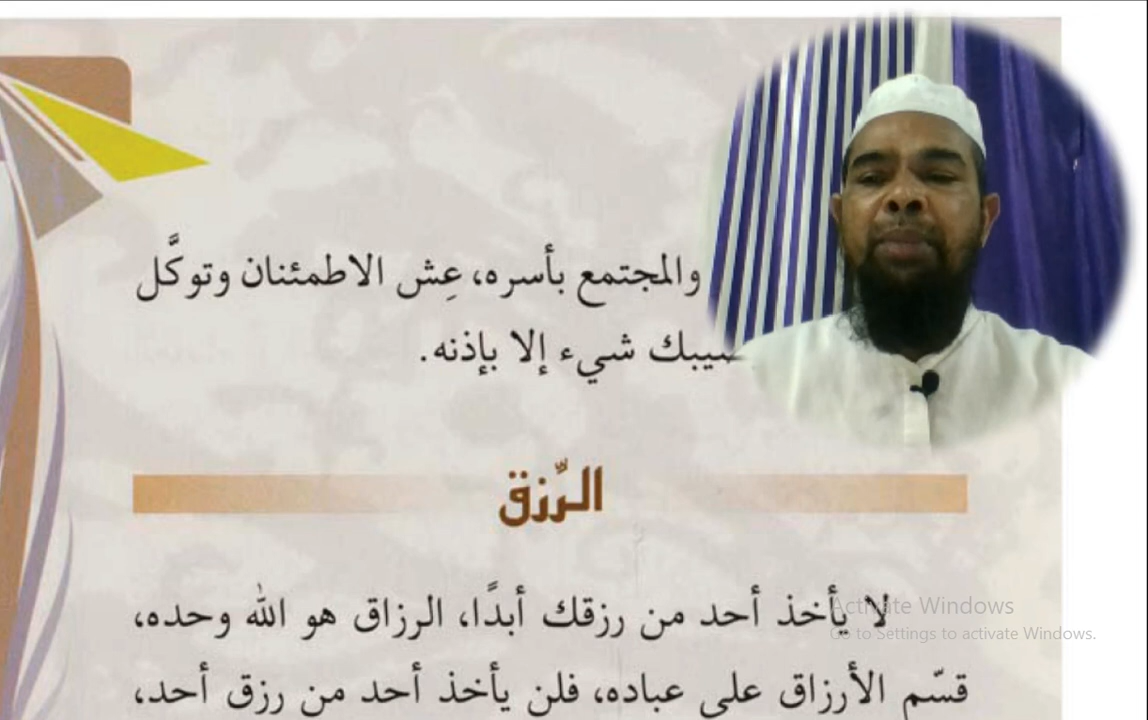 والمجتمع بأسره، عِش الاطمئنان وتوكَّل
شيء إلا بإذنه.
الرِّزق
لا يأخذ أحد من رزقك أبدًا، الرزاق هو الله وحده،
قسّم الأرزاق على عباده، فلن يأخذ أحد من رزق أحد،
Activate Windows
Go to Settings to activate Windows.